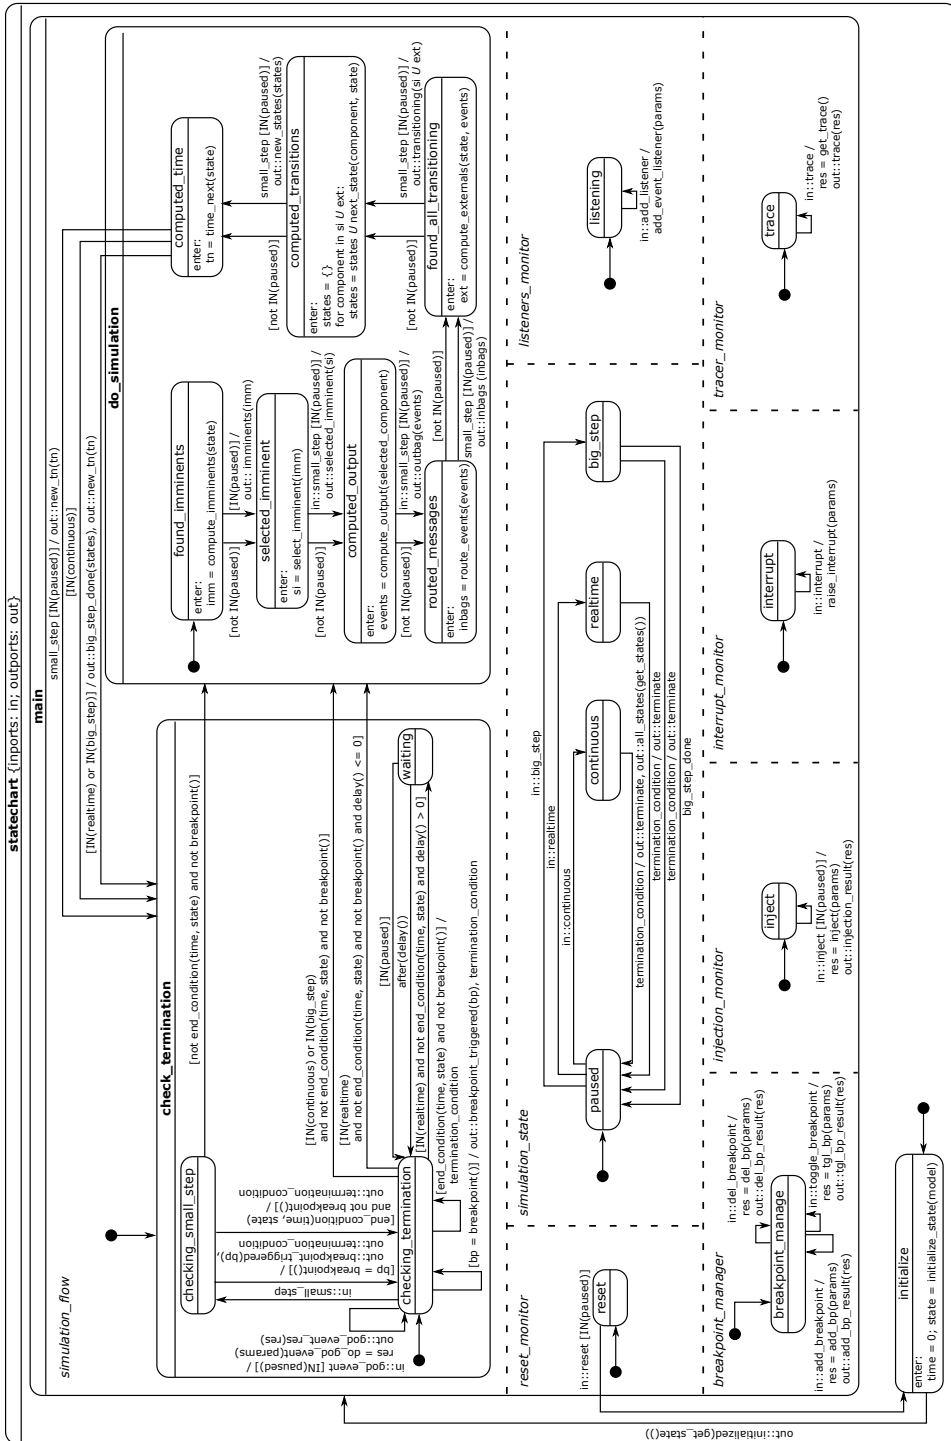 statechart {inports: in; outports: out}
main
simulation_flow
small_step [IN(paused)] / out::new_tn(tn)
[IN(continuous)]
[IN(realtime) or IN(big_step)] / out::big_step_done(states), out::new_tn(tn)
check_termination
checking_small_step
[not end_condition(time, state) and not breakpoint()]
[end_condition(time, state)
and not breakpoint()] /
out::termination_condition
[bp = breakpoint()] /
out::breakpoint_triggered(bp),
out::termination_condition
in::small_step
in::god_event [IN(paused)] /
res = do_god_event(params)
out::god_event_res(res)
checking_termination
[IN(continuous) or IN(big_step)
and not end_condition(time, state) and not breakpoint()]
[IN(realtime)
and not end_condition(time, state) and not breakpoint() and delay() <= 0]
waiting
[IN(paused)]
after(delay())
[IN(realtime) and not end_condition(time, state) and delay() > 0]
[end_condition(time, state) and not breakpoint()] /
termination_condition
[bp = breakpoint()] / out::breakpoint_triggered(bp), termination_condition
do_simulation
found_imminents
enter:
imm = compute_imminents(state)
[not IN(paused)]
[IN(paused)] /
out:: imminents(imm)
selected_imminent
enter:
si = select_imminent(imm)
[not IN(paused)]
in::small_step [IN(paused)] /
out::selected_imminent(si)
computed_output
enter:
events = compute_output(selected_component)
[not IN(paused)]
in::small_step [IN(paused)] /
out::outbag(events)
routed_messages
enter:
inbags = route_events(events)
[not IN(paused)]
small_step [IN(paused)] /
out::inbags (inbags)
found_all_transitioning
enter:
ext = compute_externals(state, events)
[not IN(paused)]
small_step [IN(paused)] /
out::transitioning(si U ext)
computed_transitions
enter:
states = {}
for component in si U ext:
states = states U next_state(component, state)
[not IN(paused)]
small_step [IN(paused)] /
out::new_states(states)
computed_time
enter:
tn = time_next(state)
reset_monitor
in::reset [IN(paused)]
reset
simulation_state
paused
continuous
realtime
big_step
in::continuous
in::realtime
in::big_step
termination_condition / out::terminate, out::all_states(get_states())
termination_condition / out::terminate
termination_condition / out::terminate
big_step_done
listeners_monitor
listening
in::add_listener /
add_event_listener(params)
breakpoint_manager
breakpoint_manage
in::del_breakpoint /
res = del_bp(params)
out::del_bp_result(res)
in::toggle_breakpoint /
res = tgl_bp(params)
out::tgl_bp_result(res)
in::add_breakpoint /
res = add_bp(params)
out::add_bp_result(res)
injection_monitor
inject
in::inject [IN(paused)] /
res = inject(params)
out::injection_result(res)
interrupt_monitor
interrupt
in::interrupt /
raise_interrupt(params)
tracer_monitor
trace
in::trace /
res = get_trace()
out::trace(res)
initialize
enter:
time = 0; state = initialize_state(model)
out::initialized(get_state())